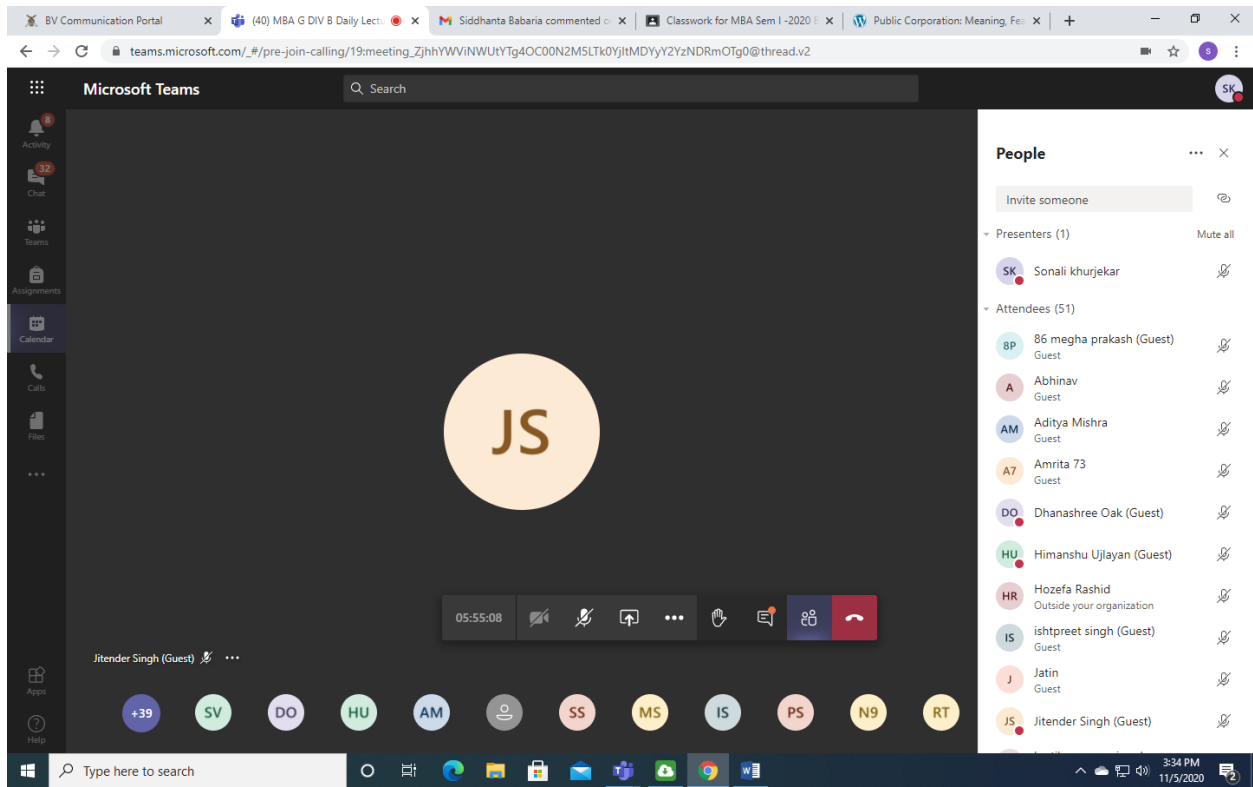 BV Communication Portal
(40) MBA G DIV B Daily Lectu
Siddhanta Babaria commented o
Classwork for MBA Sem I -2020 B
Public Corporation: Meaning, Fea
teams.microsoft.com/_#/pre-join-calling/19:meeting_ZjhhYWViNWUtYTg4OC00N2M5LTk0YjItMDYyY2YzNDRmOTg0@thread.v2
S
Microsoft Teams
Search
SK
8
Activity
32
Chat
Teams
Assignments
Calendar
Calls
Files
Apps
Help
JS
05:55:08
Jitender Singh (Guest)
+39
SV
DO
HU
AM
SS
MS
IS
PS
N9
RT
People
Invite someone
Presenters (1)
Mute all
SK Sonali khurjekar
Attendees (51)
8P 86 megha prakash (Guest)
Guest
A Abhinav
Guest
AM Aditya Mishra
Guest
A7 Amrita 73
Guest
DO Dhanashree Oak (Guest)
HU Himanshu Ujlayan (Guest)
HR Hozefa Rashid
Outside your organization
IS ishtpreet singh (Guest)
Guest
J Jatin
Guest
JS Jitender Singh (Guest)
Type here to search
3:34 PM
11/5/2020
2